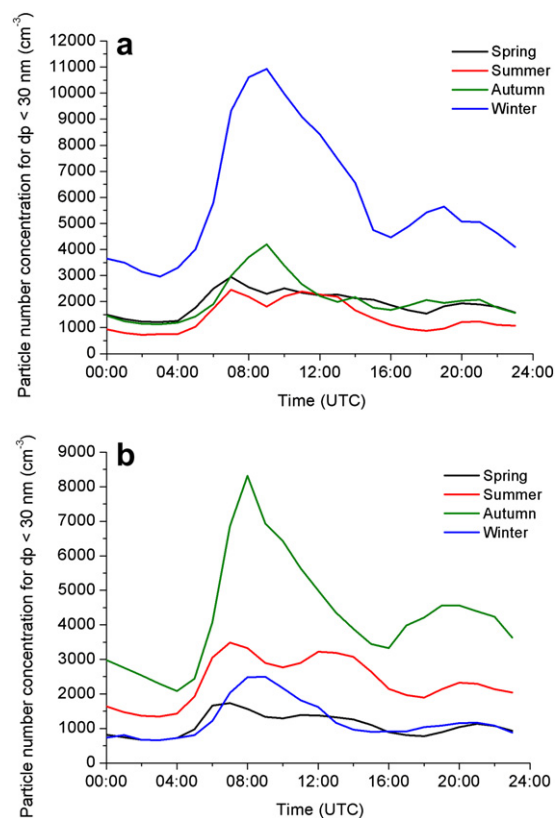 a
Particle number concentration for dp < 30 nm (cm⁻³)
12000
11000
10000
9000
8000
7000
6000
5000
4000
3000
2000
1000
0
Spring
Summer
Autumn
Winter
00:00 04:00 08:00 12:00 16:00 20:00 24:00
Time (UTC)
b
Particle number concentration for dp < 30 nm (cm⁻³)
9000
8000
7000
6000
5000
4000
3000
2000
1000
0
Spring
Summer
Autumn
Winter
00:00 04:00 08:00 12:00 16:00 20:00 24:00
Time (UTC)